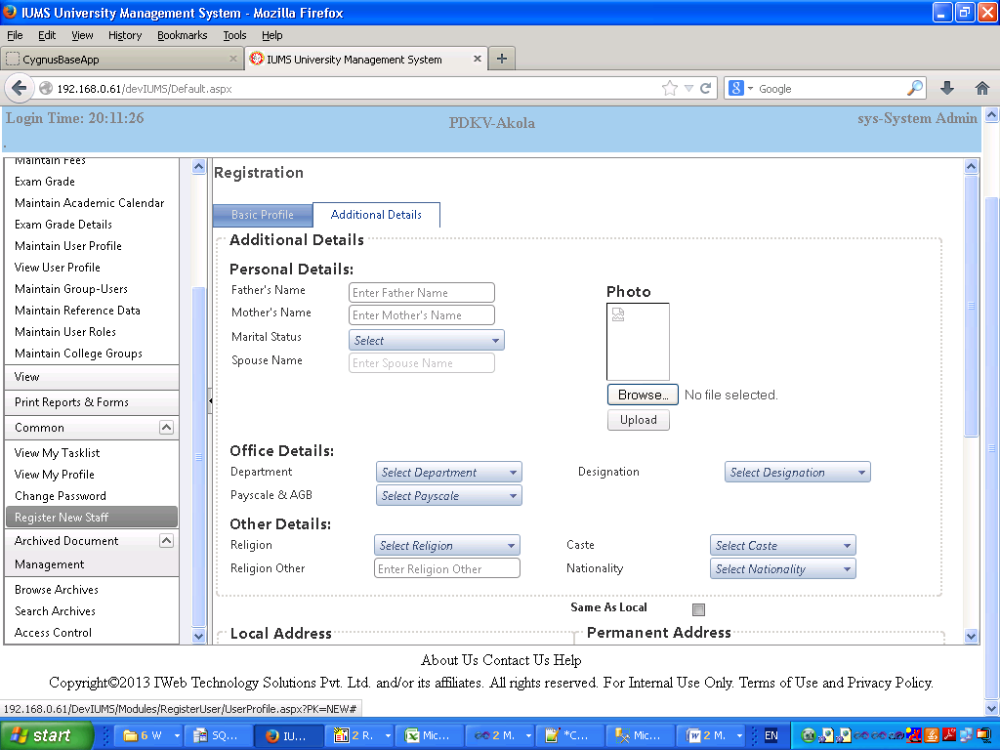 IUMS University Management System - Mozilla Firefox
File Edit View History Bookmarks Tools Help
CygnusBaseApp
IUMS University Management System
192.168.0.61/devIUMS/Default.aspx
Google
Login Time: 20:11:26
PDKV-Akola
sys-System Admin
.
Maintain Fees
Exam Grade
Maintain Academic Calendar
Exam Grade Details
Maintain User Profile
View User Profile
Maintain Group-Users
Maintain Reference Data
Maintain User Roles
Maintain College Groups
View
Print Reports & Forms
Common
View My Tasklist
View My Profile
Change Password
Register New Staff
Archived Document
Management
Browse Archives
Search Archives
Access Control
Registration
Basic Profile Additional Details
Additional Details
Personal Details:
Father's Name Enter Father Name
Mother's Name Enter Mother's Name
Marital Status Select
Spouse Name Enter Spouse Name
Photo
Browse... No file selected.
Upload
Office Details:
Department Select Department Designation Select Designation
Payscale & AGB Select Payscale
Other Details:
Religion Select Religion Caste Select Caste
Religion Other Enter Religion Other Nationality Select Nationality
Same As Local
Local Address Permanent Address
About Us Contact Us Help
Copyright©2013 IWeb Technology Solutions Pvt. Ltd. and/or its affiliates. All rights reserved. For Internal Use Only. Terms of Use and Privacy Policy.
192.168.0.61/DevIUMS/Modules/RegisterUser/UserProfile.aspx?PK=NEW#
start 6 W SQ... IU... 2 R. Mic... 2 M. *C... Mic... 2 M. EN